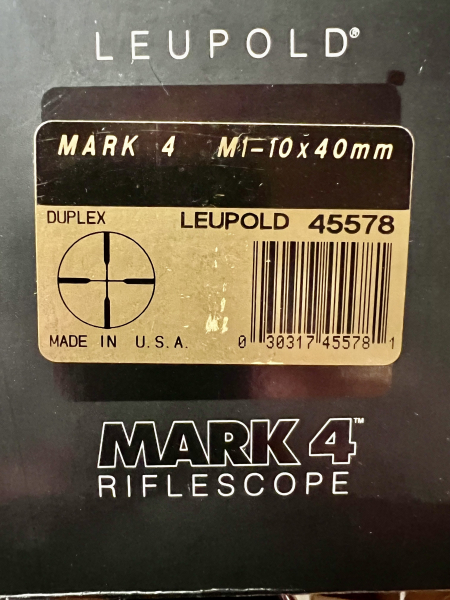 LEUPOLD®
MARK 4 M1-10x40mm
DUPLEX
LEUPOLD 45578
MADE IN U.S.A.
0 30317 45578 1
MARK 4™
RIFLESCOPE